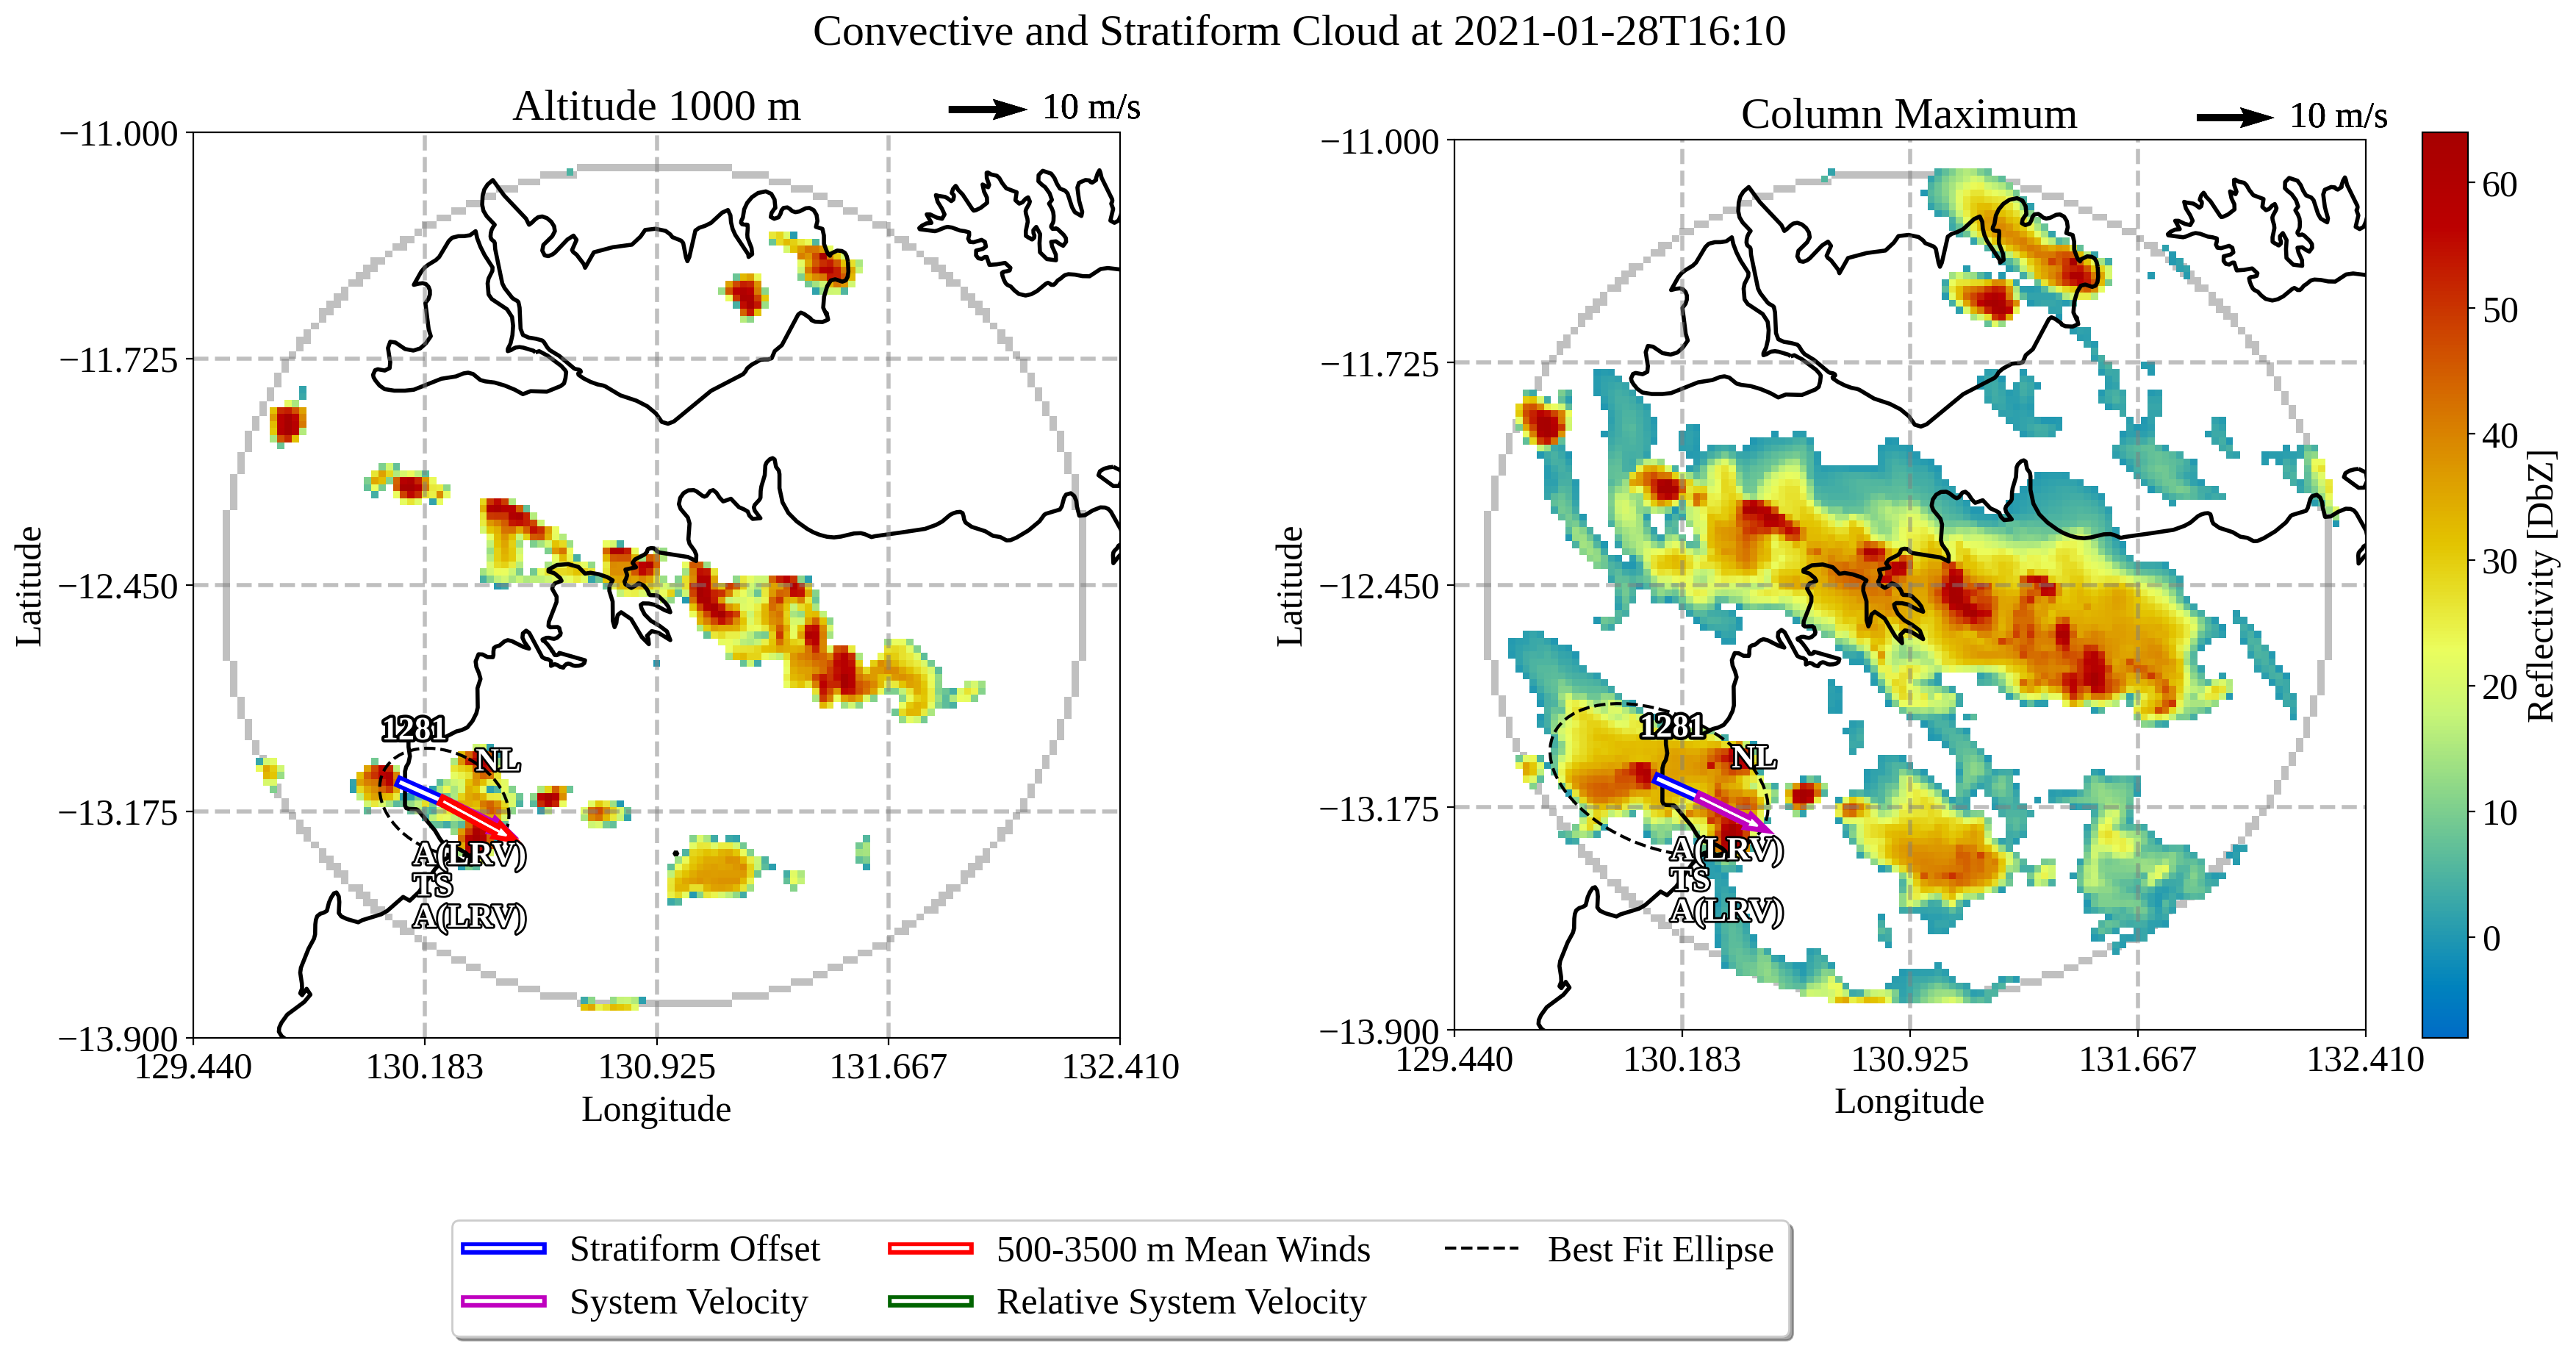 Convective and Stratiform Cloud at 2021-01-28T16:10
Altitude 1000 m
10 m/s
−11.000
−11.725
−12.450
−13.175
−13.900
Latitude
129.440
130.183
130.925
131.667
132.410
Longitude
1281
NL
A(LRV)
TS
A(LRV)
Column Maximum
10 m/s
−11.000
−11.725
−12.450
−13.175
−13.900
Latitude
129.440
130.183
130.925
131.667
132.410
Longitude
1281
NL
A(LRV)
TS
A(LRV)
60
50
40
30
20
10
0
Reflectivity [DbZ]
Stratiform Offset
System Velocity
500-3500 m Mean Winds
Relative System Velocity
Best Fit Ellipse